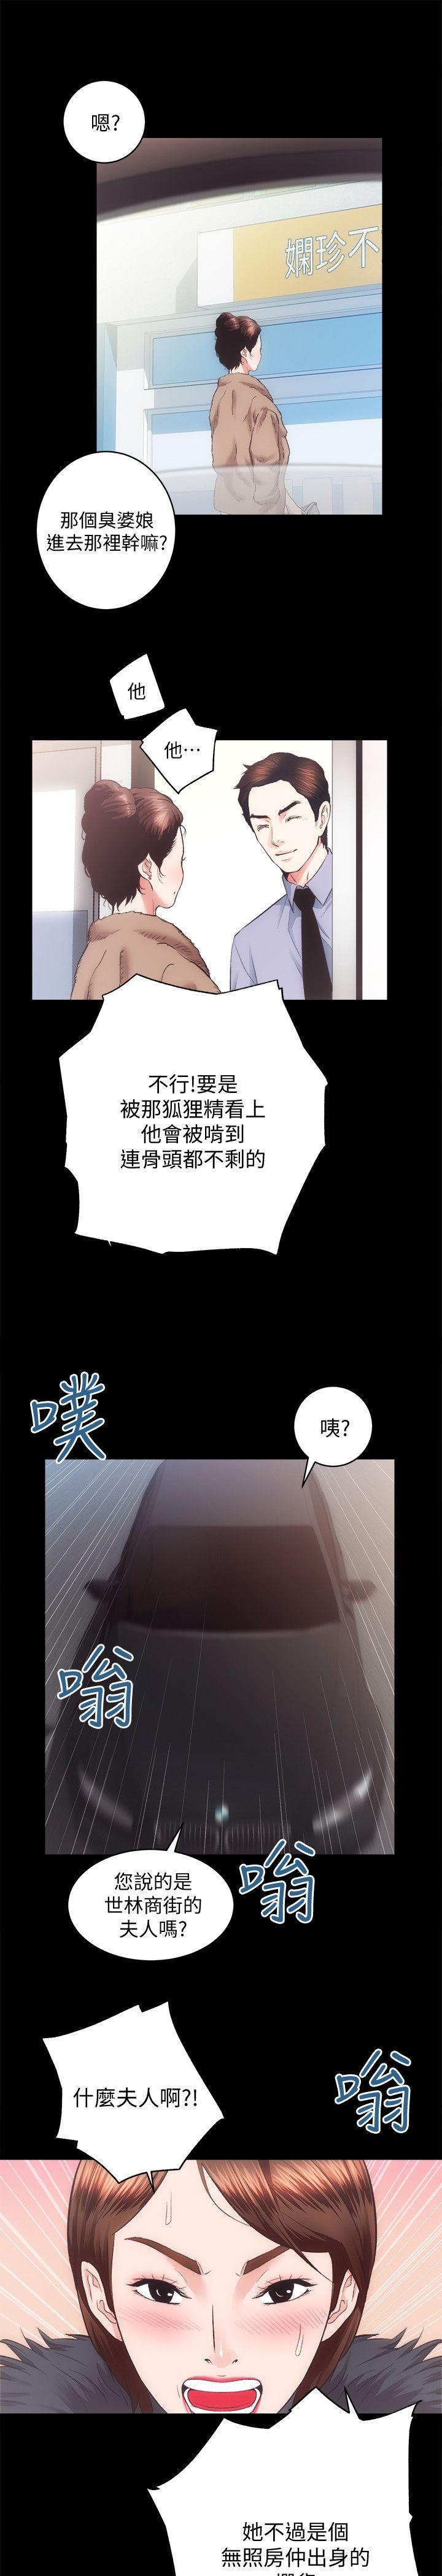 嗯?
嫻珍不
那個臭婆娘
進去那裡幹嘛?
他
他⋯
不行!要是
被那狐狸精看上
他會被啃到
連骨頭都不剩的
噗
咦?
嗡
您說的是
世林商街的
夫人嗎?
嗡
什麼夫人啊?!
嗡
她不過是個
無照房仲出身的